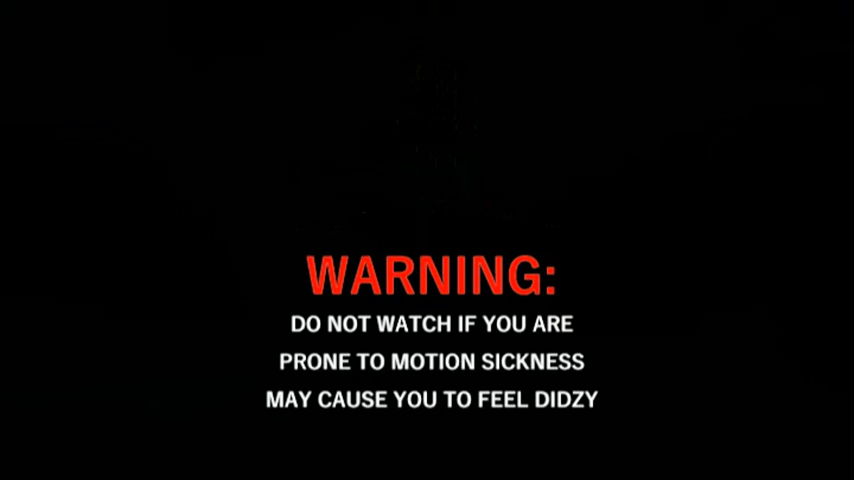 WARNING:
DO NOT WATCH IF YOU ARE
PRONE TO MOTION SICKNESS
MAY CAUSE YOU TO FEEL DIDZY